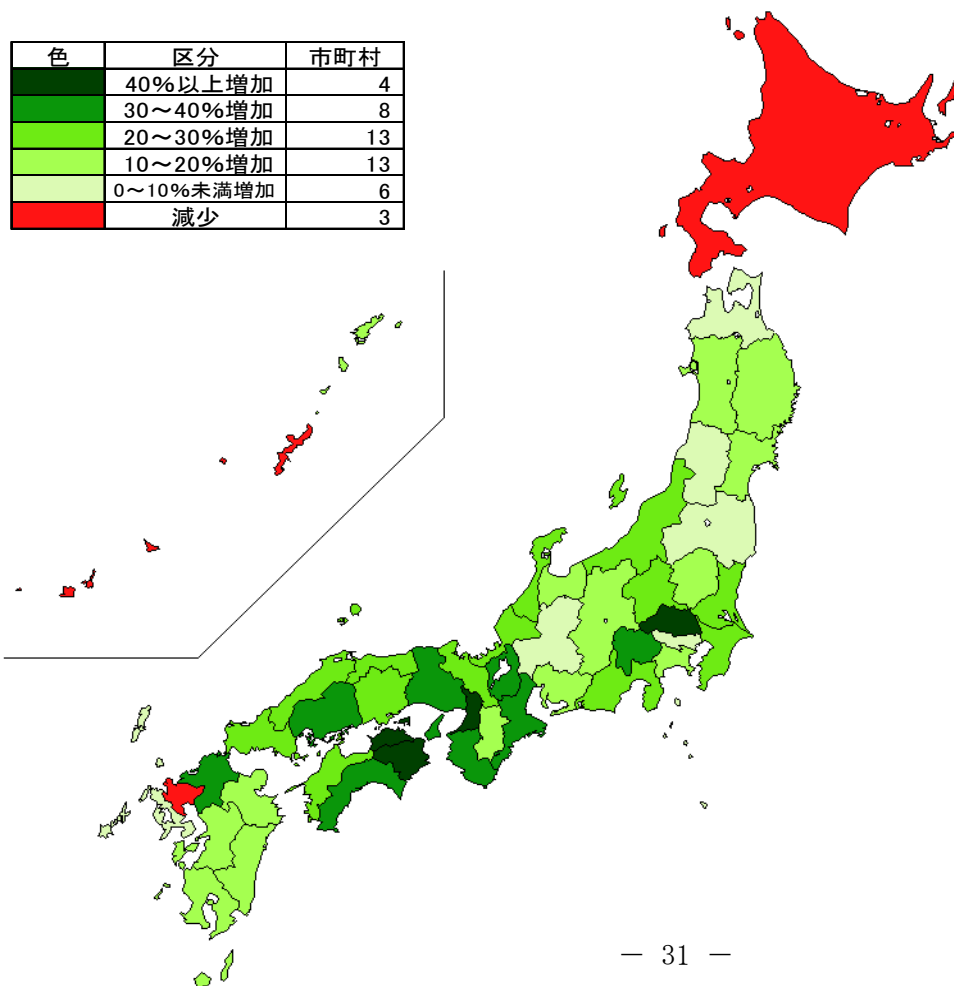 色 区分 市町村
40%以上増加 4
30～40%増加 8
20～30%増加 13
10～20%増加 13
0～10%未満増加 6
減少 3
－ 31 －